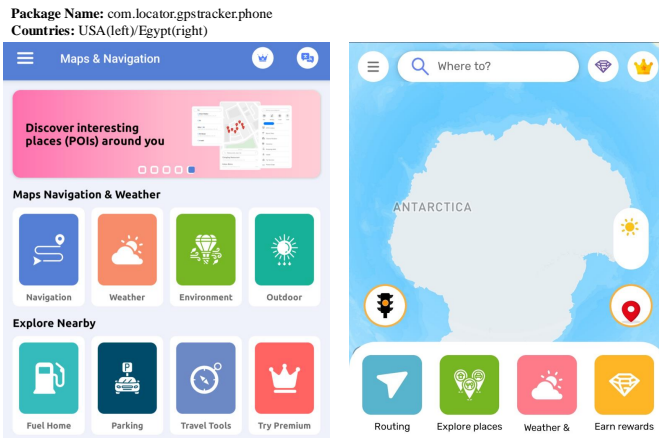 Package Name: com.locator.gpstracker.phone
Countries: USA(left)/Egypt(right)
Maps & Navigation
Discover interesting
places (POIs) around you
Maps Navigation & Weather
Navigation
Weather
Environment
Outdoor
Explore Nearby
P
Fuel Home
Parking
Travel Tools
Try Premium
Where to?
ANTARCTICA
Routing
Explore places
Weather &
Earn rewards